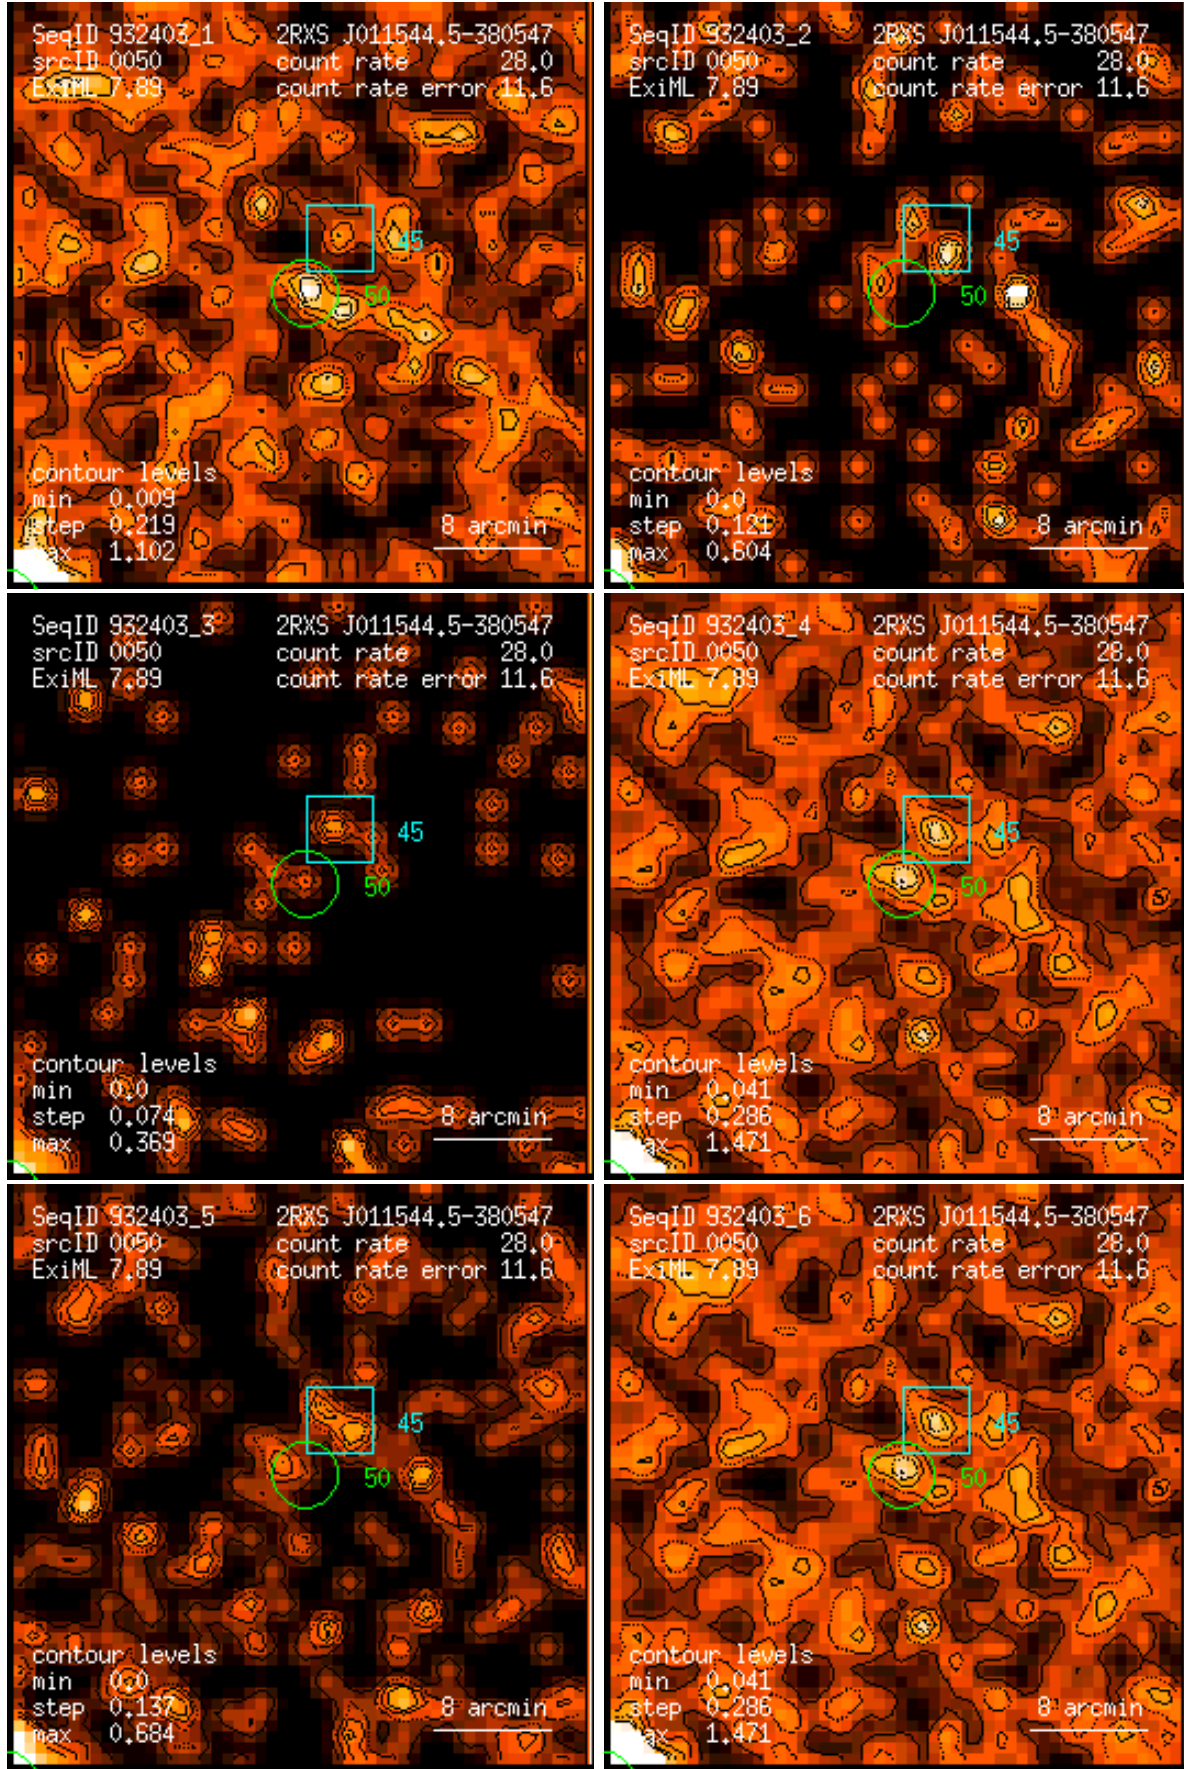 SeqID 932403_1 2RXS J011544.5-380547
srcID 0050 count rate 28.0
ExiML 7.89 count rate error 11.6
45
50
contour levels
min 0.009
step 0.219 8 arcmin
max 1.102
SeqID 932403_2 2RXS J011544.5-380547
srcID 0050 count rate 28.0
ExiML 7.89 count rate error 11.6
45
50
contour levels
min 0.0
step 0.121 8 arcmin
max 0.604
SeqID 932403_3 2RXS J011544.5-380547
srcID 0050 count rate 28.0
ExiML 7.89 count rate error 11.6
45
50
contour levels
min 0.0
step 0.074 8 arcmin
max 0.369
SeqID 932403_4 2RXS J011544.5-380547
srcID 0050 count rate 28.0
ExiML 7.89 count rate error 11.6
45
50
contour levels
min 0.041
step 0.286 8 arcmin
max 1.471
SeqID 932403_5 2RXS J011544.5-380547
srcID 0050 count rate 28.0
ExiML 7.89 count rate error 11.6
45
50
contour levels
min 0.0
step 0.137 8 arcmin
max 0.684
SeqID 932403_6 2RXS J011544.5-380547
srcID 0050 count rate 28.0
ExiML 7.89 count rate error 11.6
45
50
contour levels
min 0.041
step 0.286 8 arcmin
max 1.471